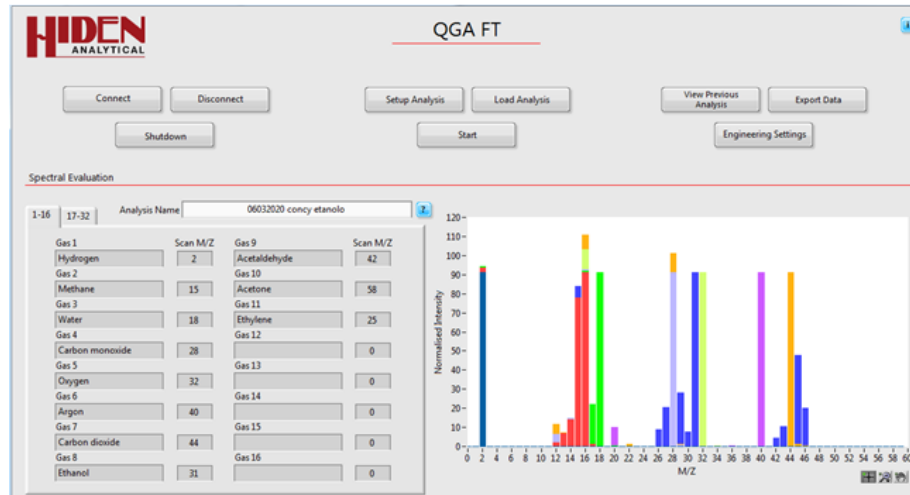 HIDEN
ANALYTICAL
QGA FT
Connect
Disconnect
Shutdown
Setup Analysis
Load Analysis
Start
View Previous
Analysis
Export Data
Engineering Settings
Spectral Evaluation
1-16
17-32
Analysis Name
06032020 concy etanolo
?
Gas 1 Scan M/Z Gas 9 Scan M/Z
Hydrogen 2 Acetaldehyde 42
Gas 2 Gas 10
Methane 15 Acetone 58
Gas 3 Gas 11
Water 18 Ethylene 25
Gas 4 Gas 12
Carbon monoxide 28 0
Gas 5 Gas 13
Oxygen 32 0
Gas 6 Gas 14
Argon 40 0
Gas 7 Gas 15
Carbon dioxide 44 0
Gas 8 Gas 16
Ethanol 31 0
Normalised Intensity
120
110
100
90
80
70
60
50
40
30
20
10
0
0 2 4 6 8 10 12 14 16 18 20 22 24 26 28 30 32 34 36 38 40 42 44 46 48 50 52 54 56 58 60
M/Z